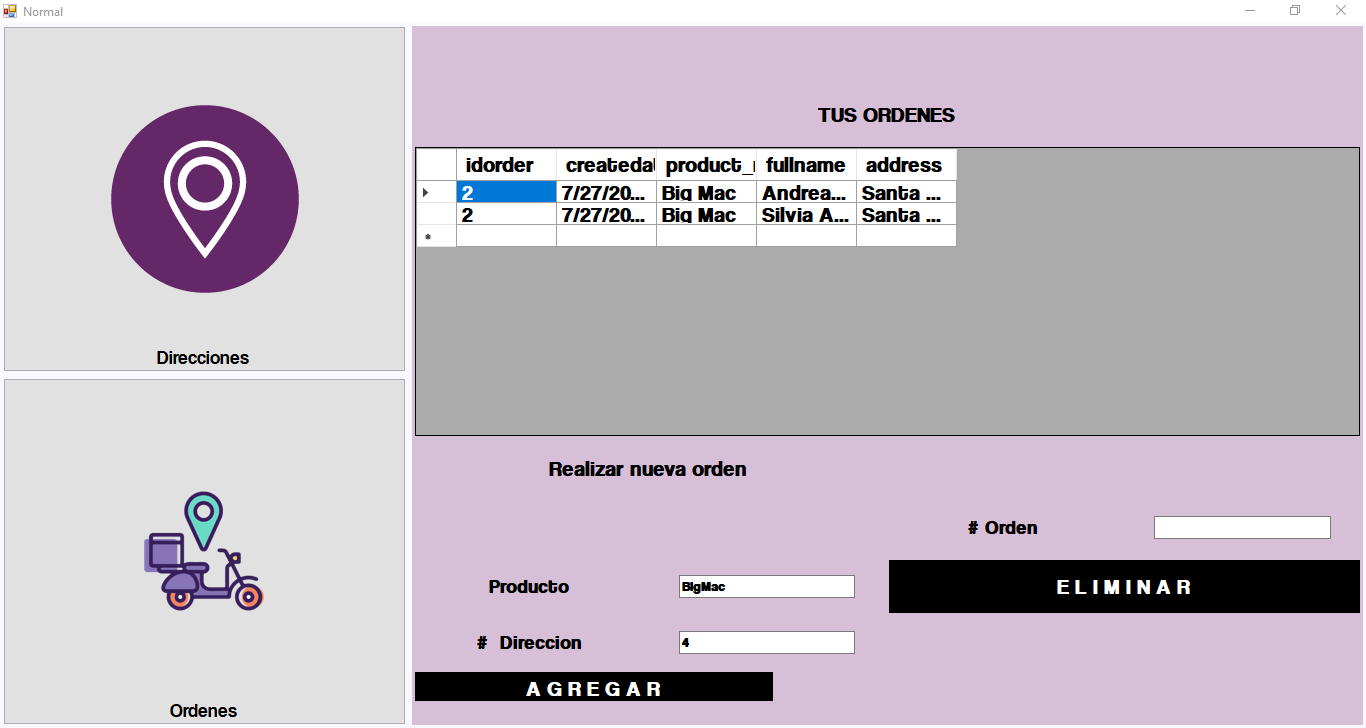 Normal
Direcciones
Ordenes
TUS ORDENES
idorder createdat product_ fullname address
2 7/27/20... Big Mac Andrea... Santa ...
2 7/27/20... Big Mac Silvia A... Santa ...
*
Realizar nueva orden
# Orden
Producto BigMac
ELIMINAR
# Direccion 4
AGREGAR